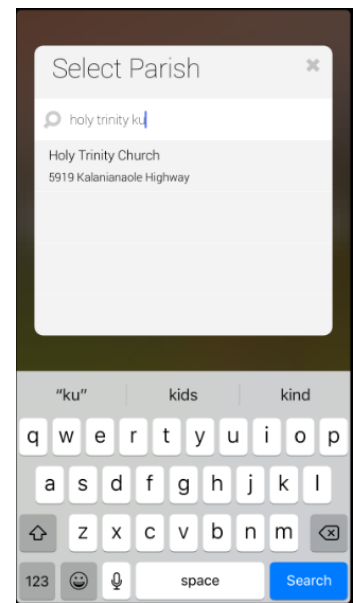 Select Parish
holy trinity ku
Holy Trinity Church
5919 Kalanianaole Highway
"ku" kids kind
q w e r t y u i o p
a s d f g h j k l
z x c v b n m
123 space Search